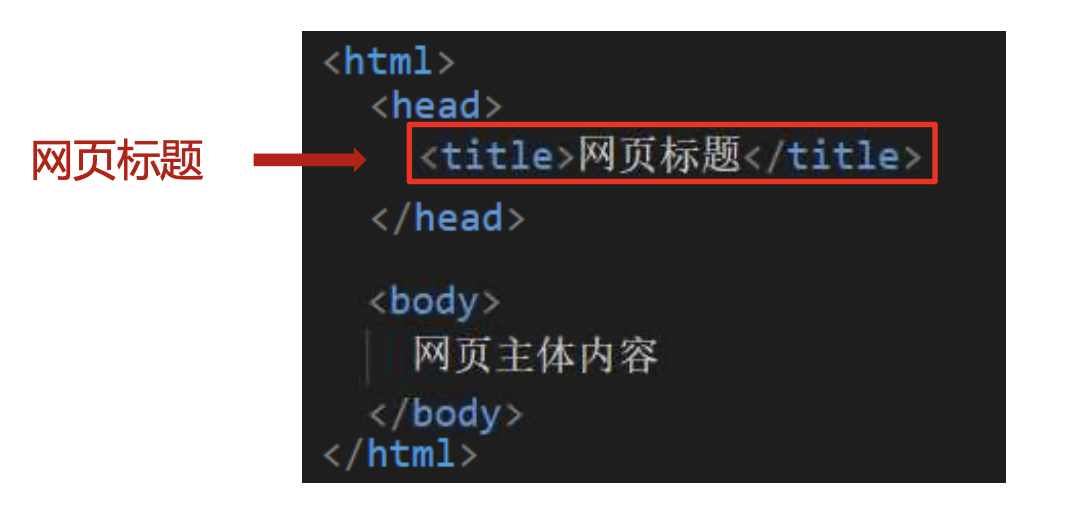 <html>
<head>
网页标题
<title>网页标题</title>
</head>
<body>
网页主体内容
</body>
</html>